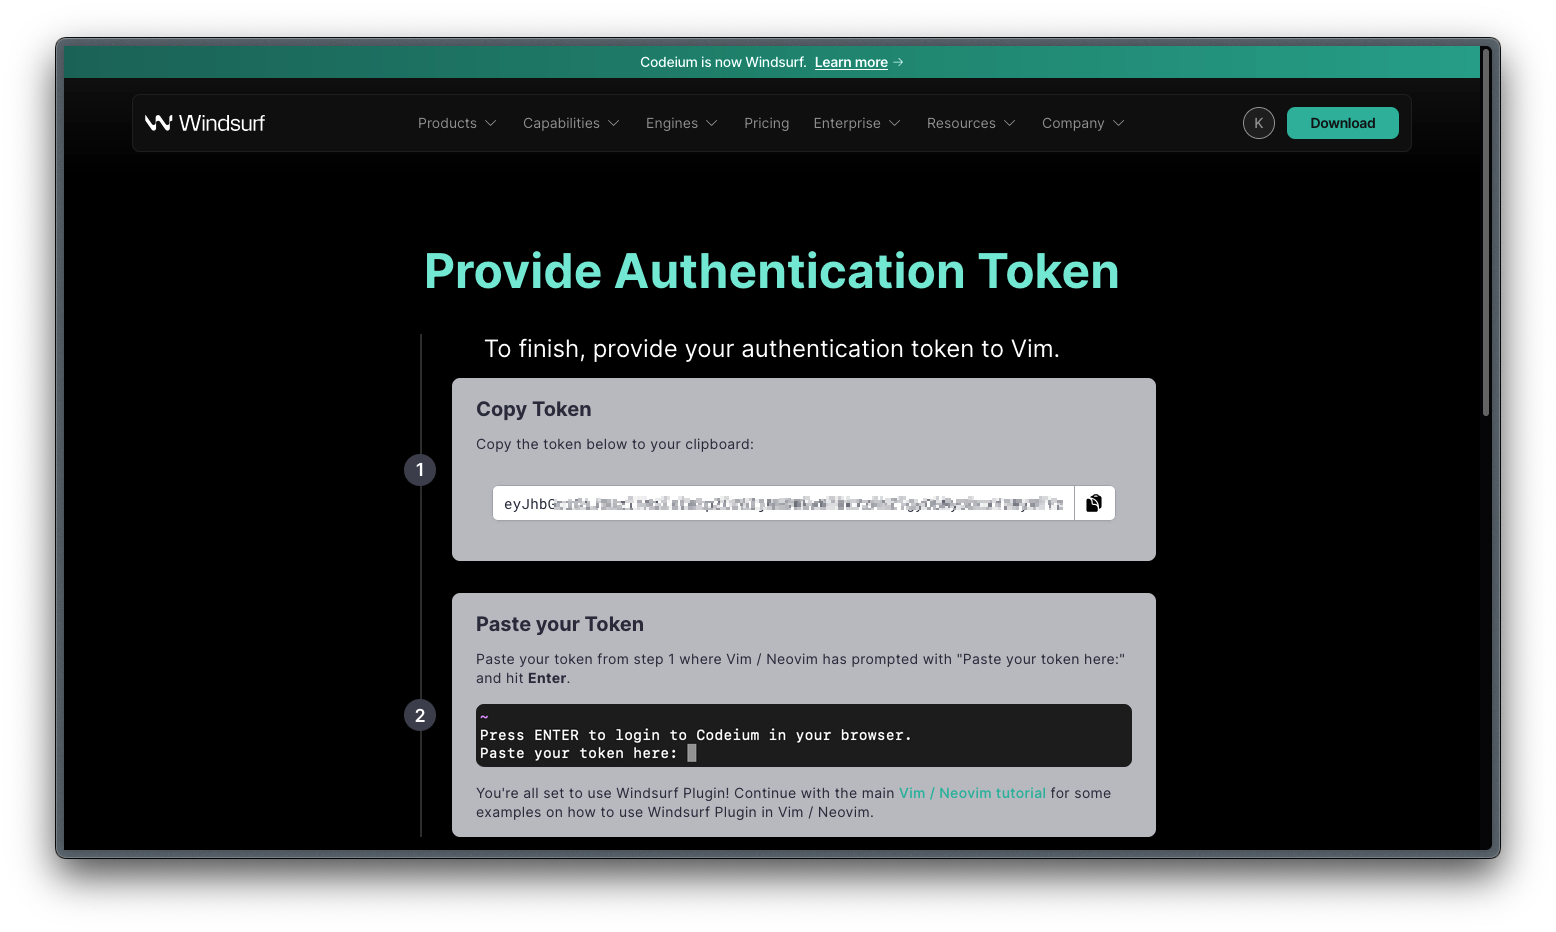 Codeium is now Windsurf. Learn more →
Windsurf
Products
Capabilities
Engines
Pricing
Enterprise
Resources
Company
K
Download
Provide Authentication Token
To finish, provide your authentication token to Vim.
1
Copy Token
Copy the token below to your clipboard:
eyJhbG
2
Paste your Token
Paste your token from step 1 where Vim / Neovim has prompted with "Paste your token here:"
and hit Enter.
~
Press ENTER to login to Codeium in your browser.
Paste your token here:
You're all set to use Windsurf Plugin! Continue with the main Vim / Neovim tutorial for some
examples on how to use Windsurf Plugin in Vim / Neovim.